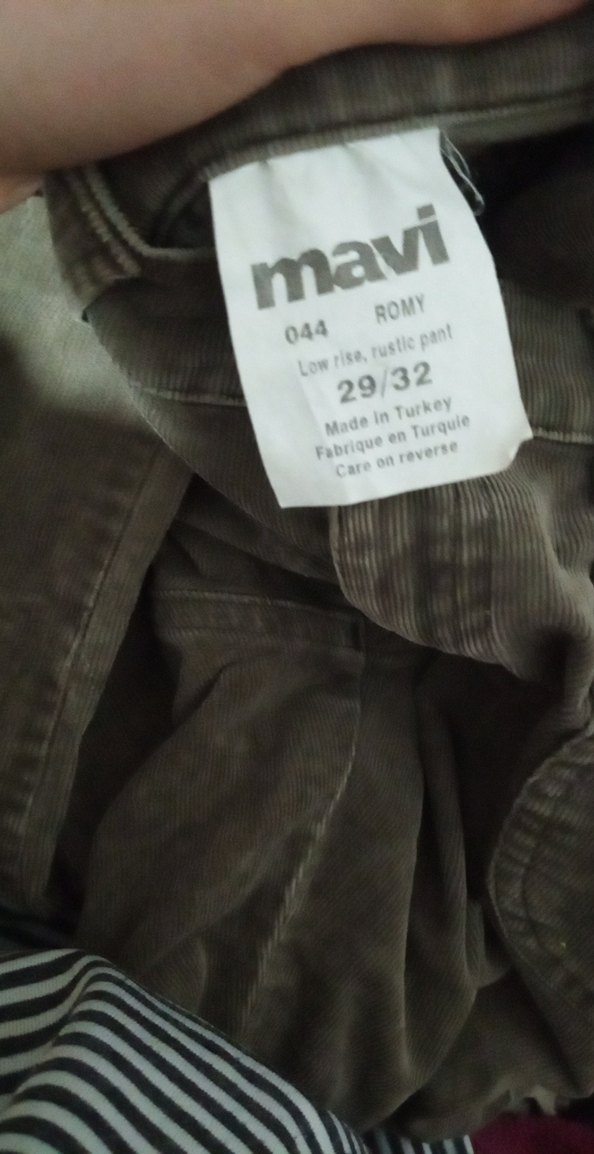 mavi
044 ROMY
Low rise, rustic pant
29/32
Made in Turkey
Fabrique en Turquie
Care on reverse